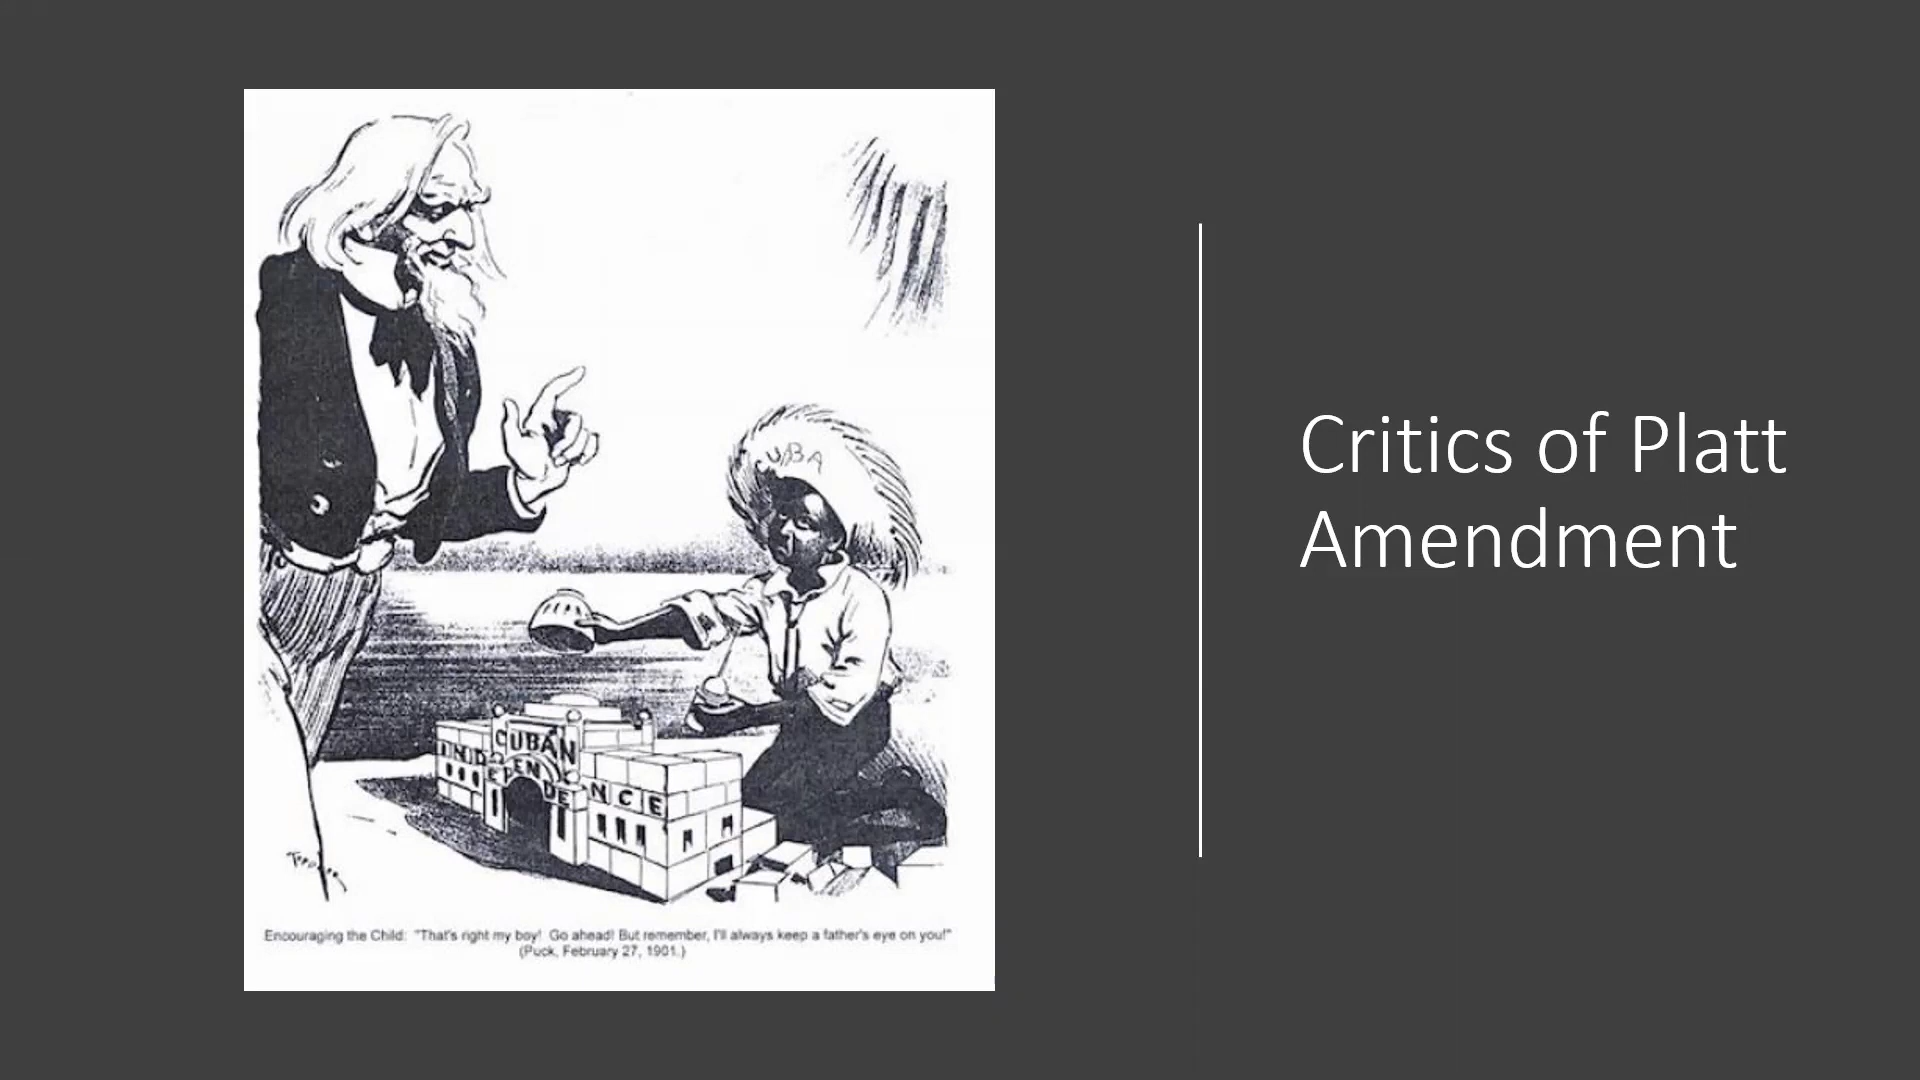 CUBA
CUBAN
INDEPENDENCE
Encouraging the Child: "That's right my boy! Go ahead! But remember, I'll always keep a father's eye on you!"
(Puck, February 27, 1901.)
Critics of Platt
Amendment